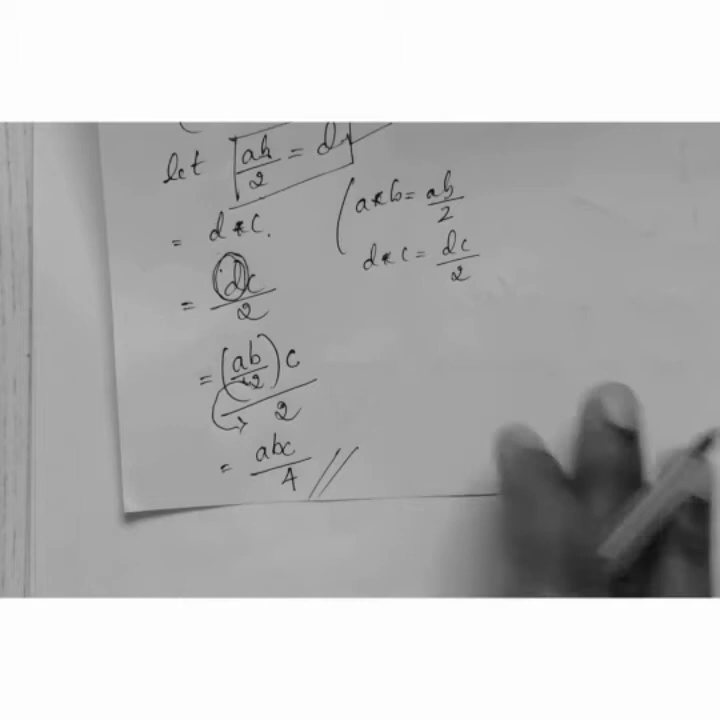 let ab/2 = d
= d*c.
= dc/2
= (ab/2)c/2
= abc/4 //
(a*b = ab/2
d*c = dc/2